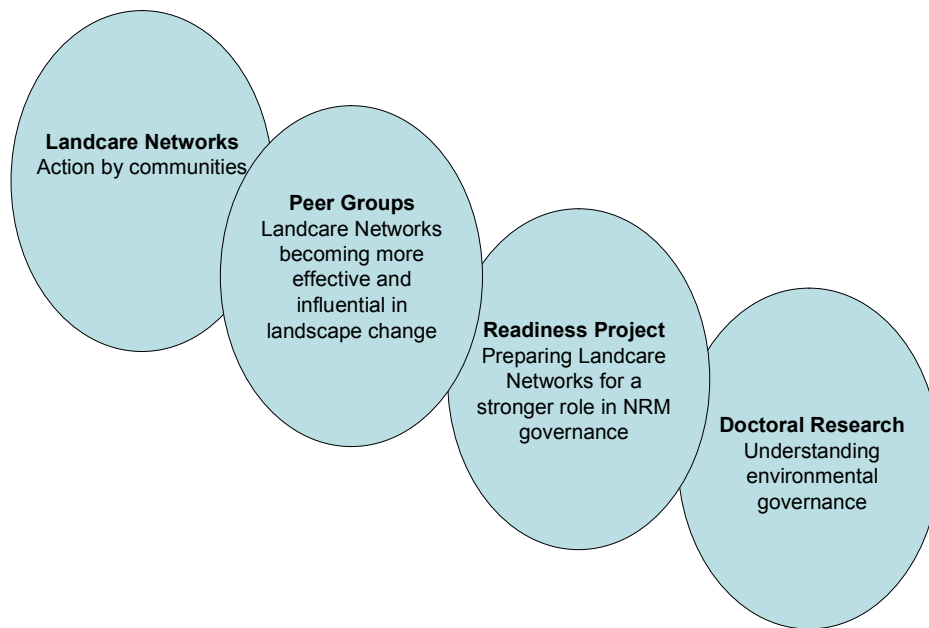 Landcare Networks
Action by communities
Peer Groups
Landcare Networks
becoming more
effective and
influential in
landscape change
Readiness Project
Preparing Landcare
Networks for a
stronger role in NRM
governance
Doctoral Research
Understanding
environmental
governance